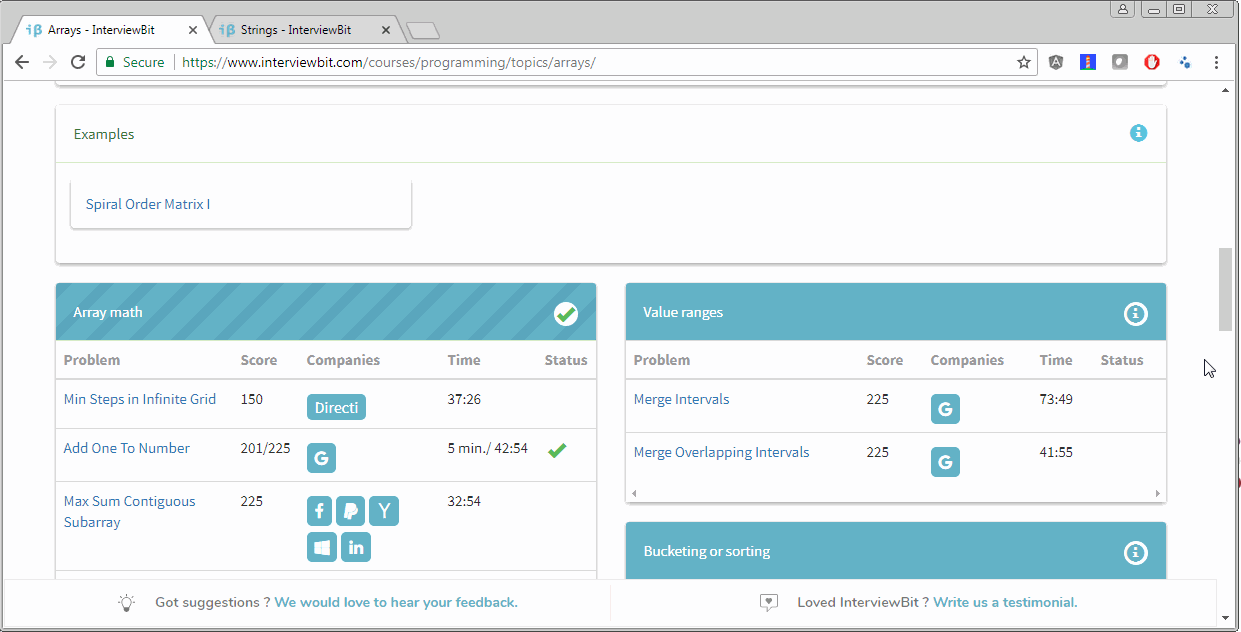 Arrays - InterviewBit
Strings - InterviewBit
Secure
https://www.interviewbit.com/courses/programming/topics/arrays/
Examples
Spiral Order Matrix I
Array math
Problem Score Companies Time Status
Min Steps in Infinite Grid 150 Directi 37:26
Add One To Number 201/225 G 5 min./ 42:54
Max Sum Contiguous 225 f P Y 32:54
Subarray
in
Value ranges
Problem Score Companies Time Status
Merge Intervals 225 G 73:49
Merge Overlapping Intervals 225 G 41:55
Bucketing or sorting
Got suggestions ? We would love to hear your feedback.
Loved InterviewBit ? Write us a testimonial.